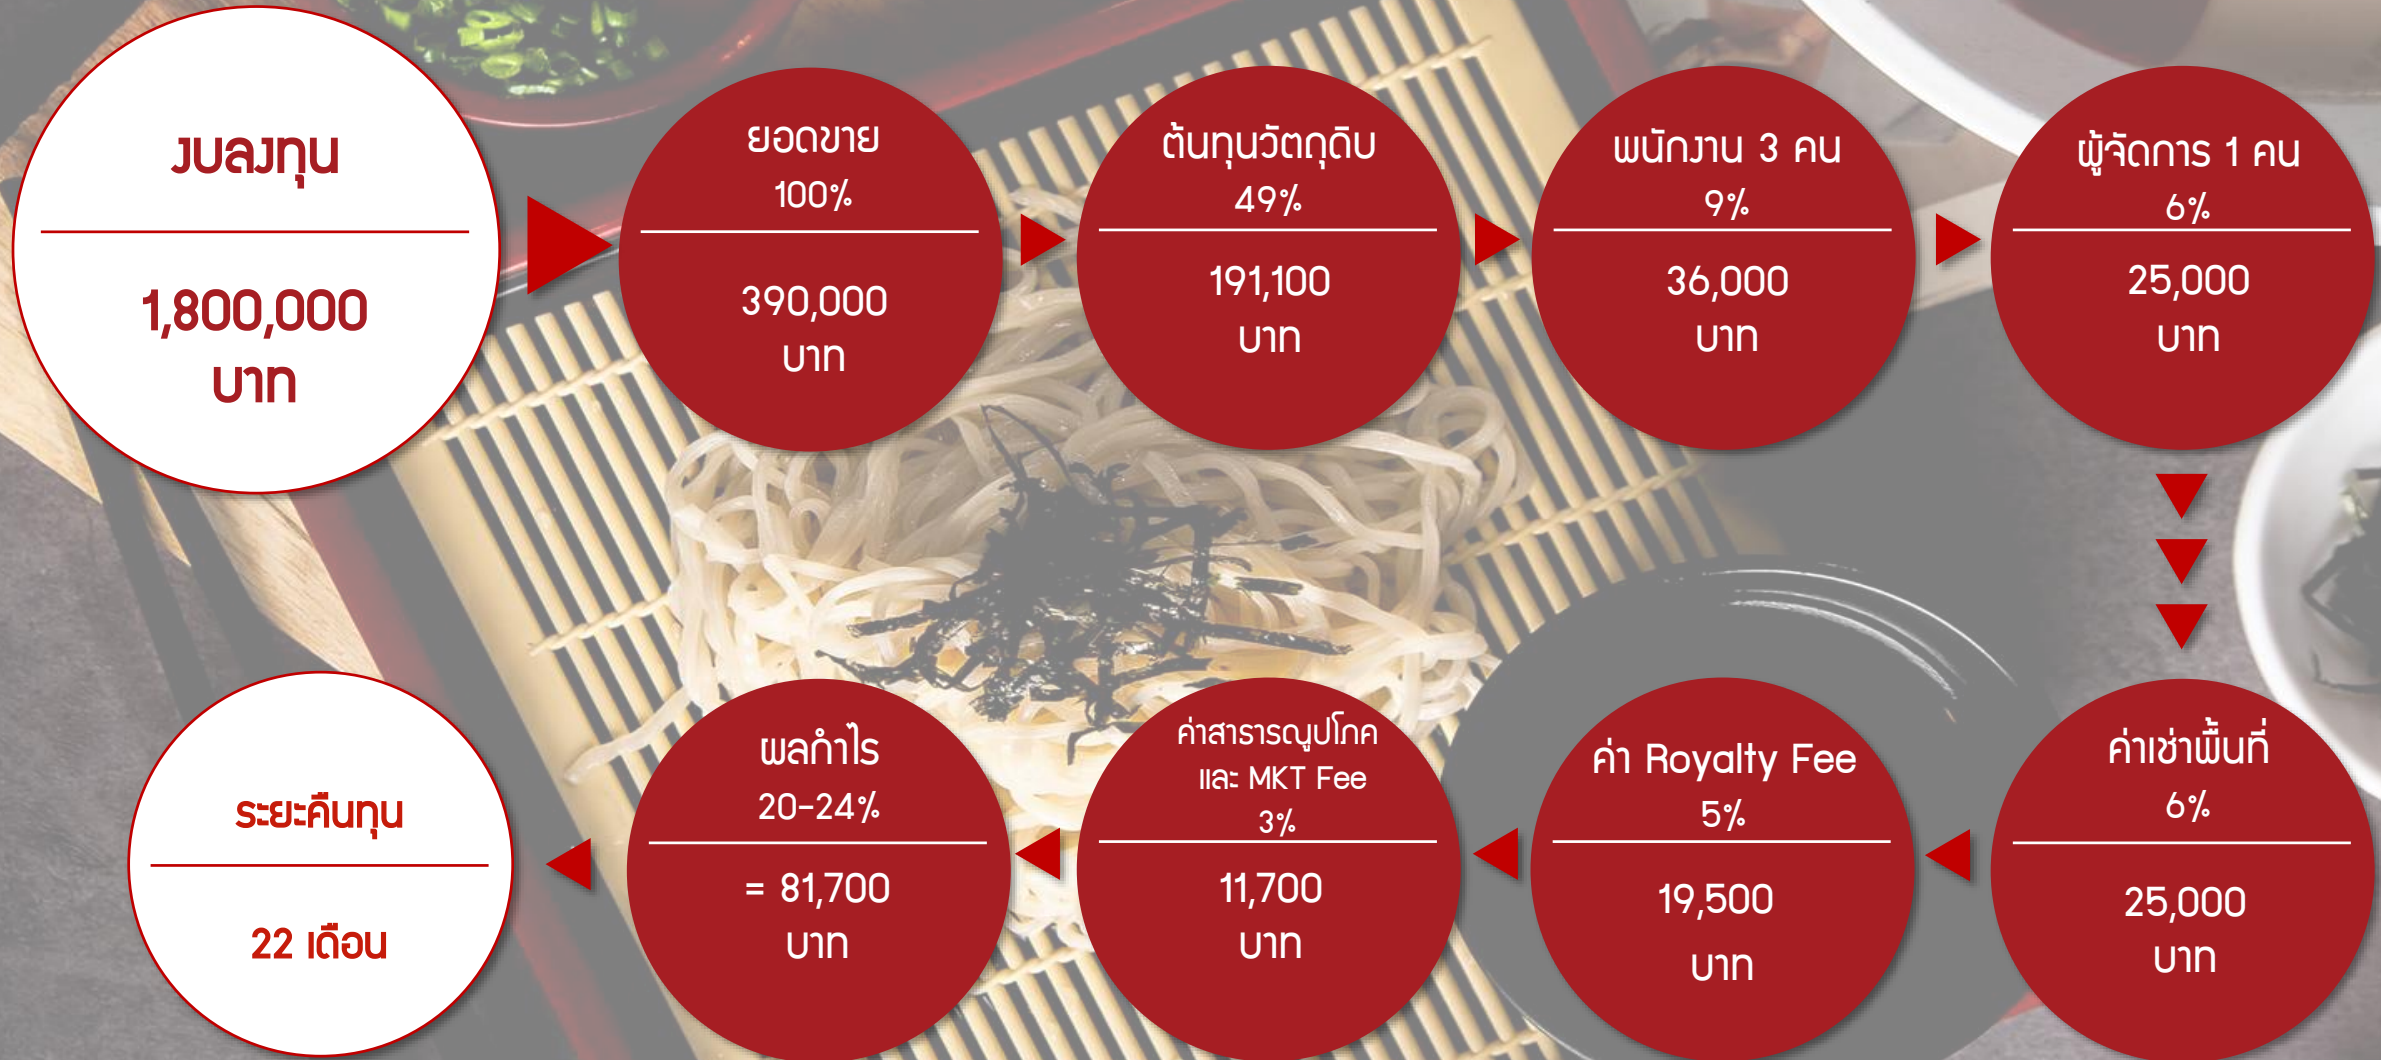 งบลงทุน
1,800,000
บาท
ยอดขาย
100%
390,000
บาท
ต้นทุนวัตถุดิบ
49%
191,100
บาท
พนักงาน 3 คน
9%
36,000
บาท
ผู้จัดการ 1 คน
6%
25,000
บาท
ค่าเช่าพื้นที่
6%
25,000
บาท
ค่า Royalty Fee
5%
19,500
บาท
ค่าสาธารณูปโภค
และ MKT Fee
3%
11,700
บาท
ผลกำไร
20-24%
= 81,700
บาท
ระยะคืนทุน
22 เดือน